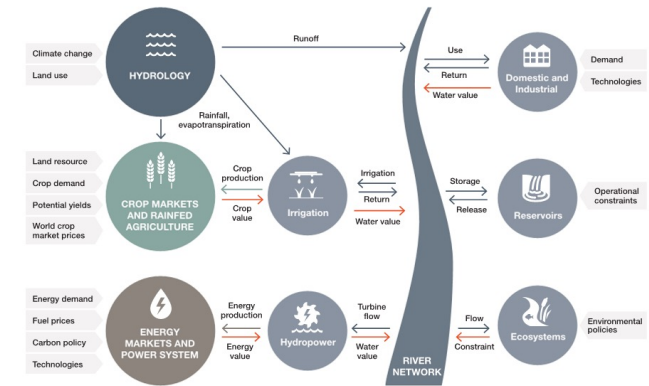 Climate change
Land use
HYDROLOGY
Runoff
Rainfall,
evapotranspiration
Use
Return
Water value
Domestic and
Industrial
Demand
Technologies
Land resource
Crop demand
Potential yields
World crop
market prices
CROP MARKETS
AND RAINFED
AGRICULTURE
Crop
production
Crop
value
Irrigation
Irrigation
Return
Water value
Storage
Release
Reservoirs
Operational
constraints
Energy demand
Fuel prices
Carbon policy
Technologies
ENERGY
MARKETS AND
POWER SYSTEM
Energy
production
Energy
value
Hydropower
Turbine
flow
Water
value
RIVER
NETWORK
Flow
Constraint
Ecosystems
Environmental
policies